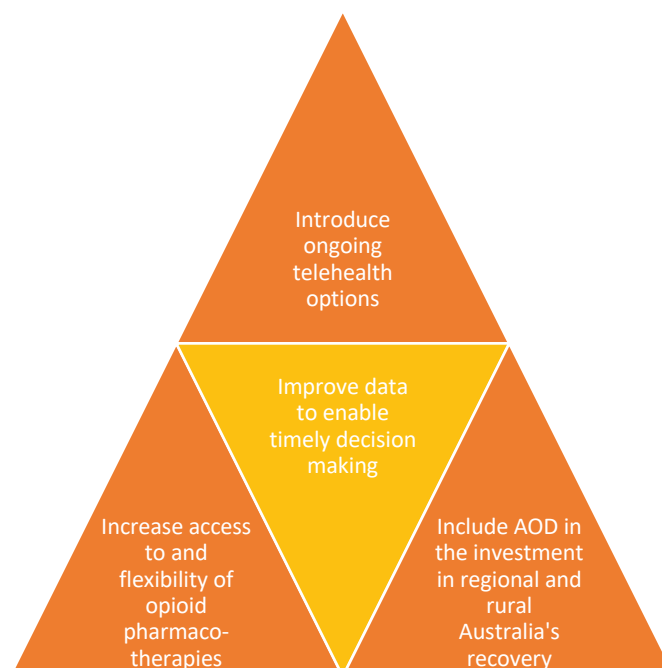 Introduce
ongoing
telehealth
options
Improve data
to enable
timely decision
making
Increase access
to and
flexibility of
opioid
pharmaco-
therapies
Include AOD in
the investment
in regional and
rural
Australia's
recovery